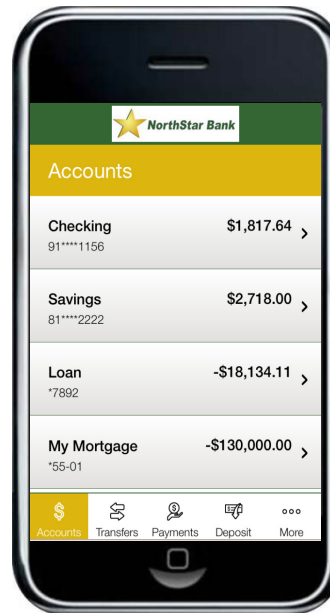 NorthStar Bank
Accounts
Checking $1,817.64
91****1156
Savings $2,718.00
81****2222
Loan -$18,134.11
*7892
My Mortgage -$130,000.00
*55-01
Accounts Transfers Payments Deposit More